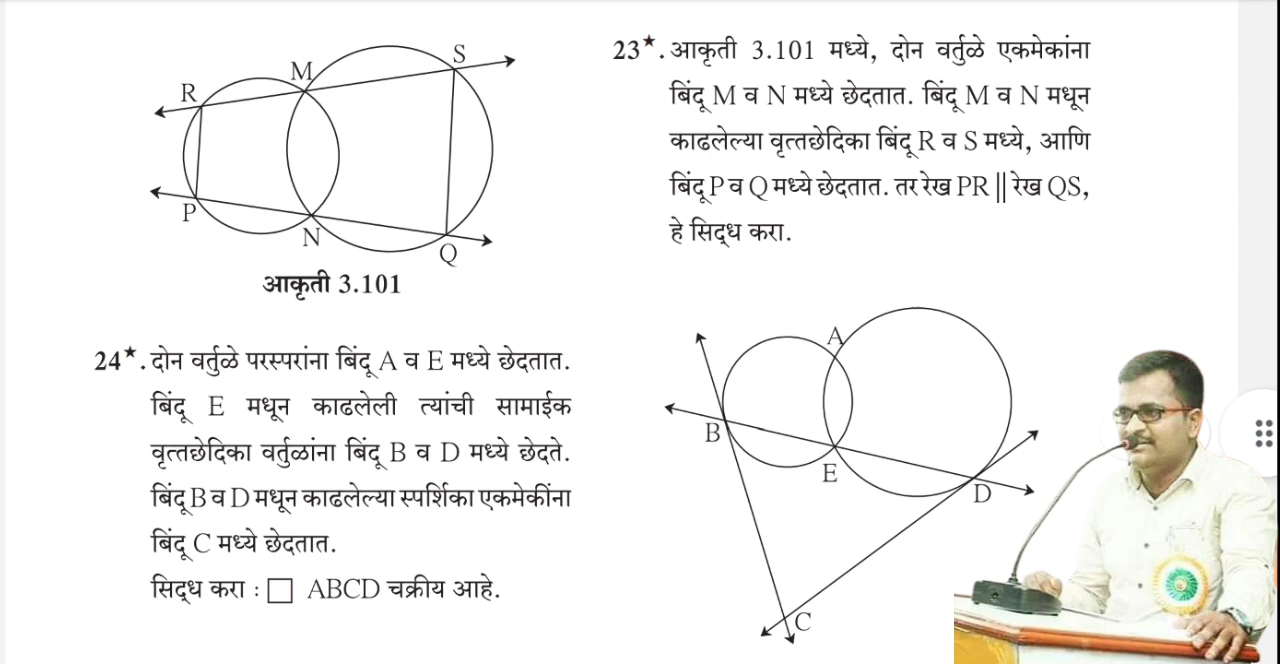 R
M
S
P
N
Q
आकृती 3.101
23★. आकृती 3.101 मध्ये, दोन वर्तुळे एकमेकांना
बिंदू M व N मध्ये छेदतात. बिंदू M व N मधून
काढलेल्या वृत्तछेदिका बिंदू R व S मध्ये, आणि
बिंदू P व Q मध्ये छेदतात. तर रेख PR || रेख QS,
हे सिद्ध करा.
24★. दोन वर्तुळे परस्परांना बिंदू A व E मध्ये छेदतात.
बिंदू E मधून काढलेली त्यांची सामाईक
वृत्तछेदिका वर्तुळांना बिंदू B व D मध्ये छेदते.
बिंदू B व D मधून काढलेल्या स्पर्शिका एकमेकींना
बिंदू C मध्ये छेदतात.
सिद्ध करा : □ ABCD चक्रीय आहे.
A
B
E
D
C